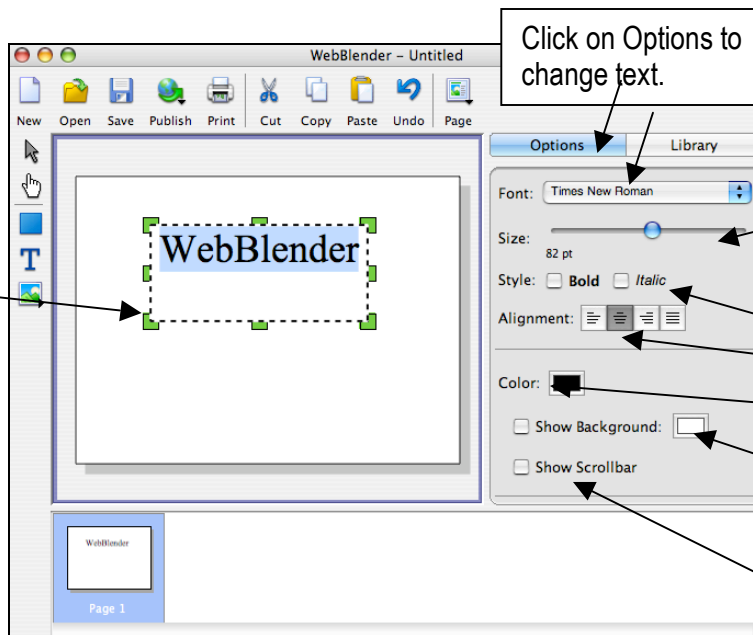 Click on Options to
change text.
WebBlender – Untitled
New Open Save Publish Print Cut Copy Paste Undo Page
Options Library
Font: Times New Roman
Size:
82 pt
Style: Bold Italic
Alignment:
Color:
Show Background:
Show Scrollbar
T
WebBlender
WebBlender
Page 1